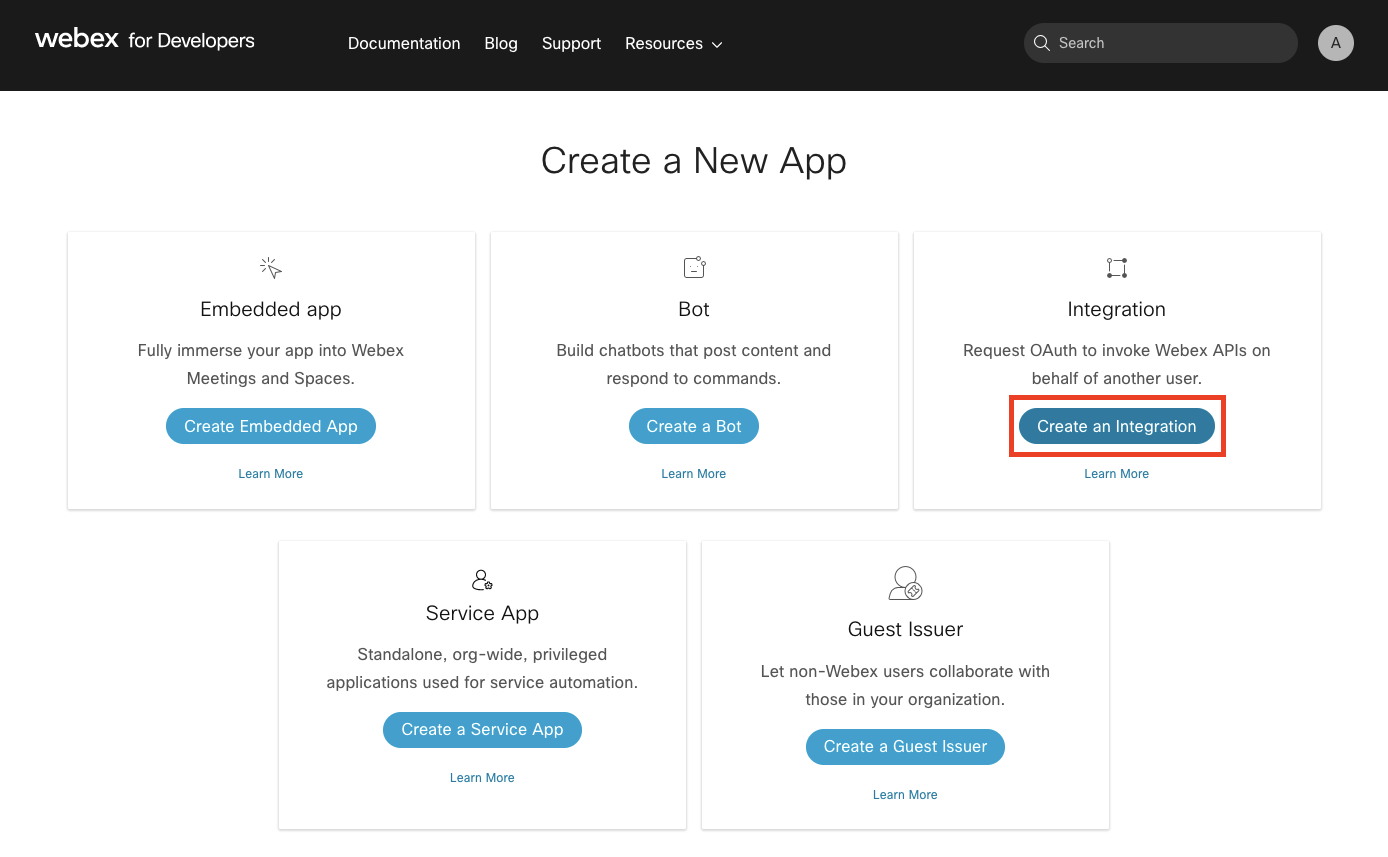 webex for Developers
Documentation
Blog
Support
Resources
Search
A
Create a New App
Embedded app
Fully immerse your app into Webex
Meetings and Spaces.
Create Embedded App
Learn More
Bot
Build chatbots that post content and
respond to commands.
Create a Bot
Learn More
Integration
Request OAuth to invoke Webex APIs on
behalf of another user.
Create an Integration
Learn More
Service App
Standalone, org-wide, privileged
applications used for service automation.
Create a Service App
Learn More
Guest Issuer
Let non-Webex users collaborate with
those in your organization.
Create a Guest Issuer
Learn More